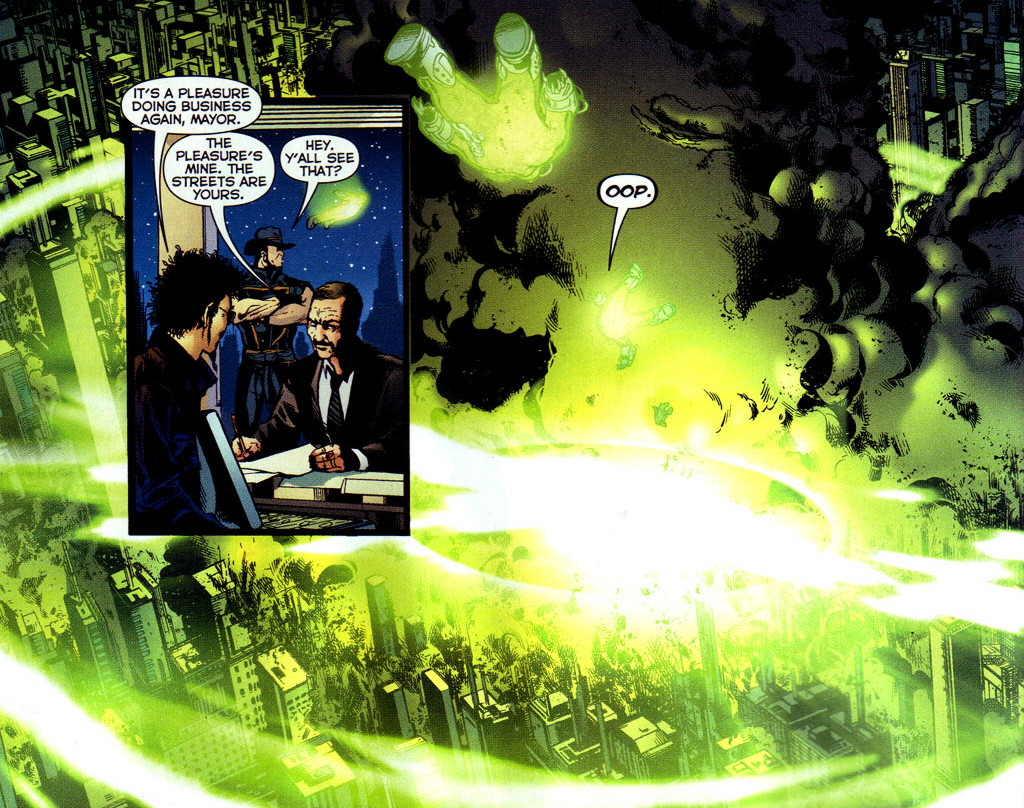 IT'S A PLEASURE
DOING BUSINESS
AGAIN, MAYOR.
THE
PLEASURE'S
MINE. THE
STREETS ARE
YOURS.
HEY.
Y'ALL SEE
THAT?
OOP.